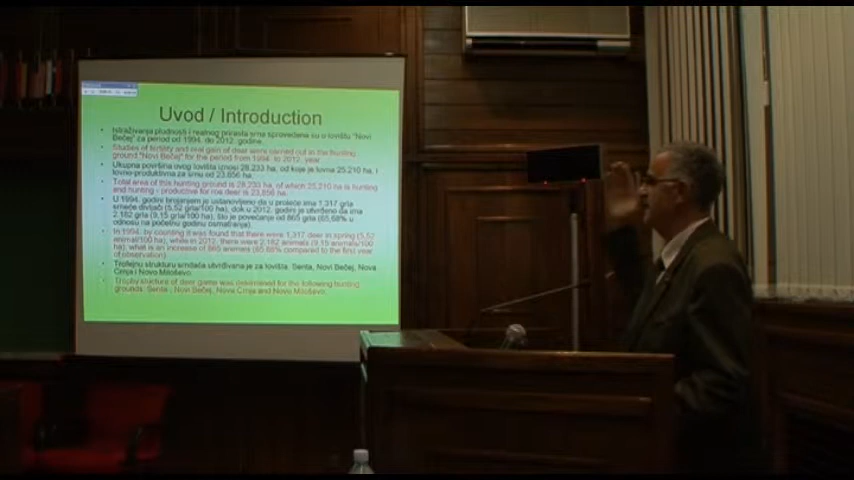 Uvod / Introduction
Istraživanja plodnosti i realnog prirasta srna sprovedena su u lovištu "Novi
Bečej" za period od 1994. do 2012. godine.
Studies of fertility and real gain of deer were carried out in the hunting
ground "Novi Bečej" for the period from 1994. to 2012. year.
Ukupna površina ovog lovišta iznosi 28.233 ha, od koje je lovna 25.210 ha, i
lovno-produktivna za srnu od 23.656 ha.
Total area of this hunting ground is 28.233 ha, of which 25.210 ha is hunting
and hunting - productive for roe deer is 23,656 ha.
U 1994. godini brojanjem je ustanovljeno da u proleće ima 1,317 grla
srneće divljači (5,52 grla/100 ha), dok u 2012. godini je utvrđeno da ima
2.182 grla (9,15 grla/100 ha), što je povećanje od 865 grla (65,68% u
odnosu na početnu godinu osmatranja).
In 1994, by counting it was found that there were 1,317 deer in spring (5,52
animal/100 ha), while in 2012, there were 2,182 animals (9,15 animals/100
ha), what is an increase of 865 animals (65.68% compared to the first year
of observation).
Trofejnu strukturu srndaća utvrđivana je za lovišta: Senta, Novi Bečej, Nova
Crnja i Novo Miloševo.
Trophy structure of deer game was determined for the following hunting
grounds: Senta, Novi Bečej, Nova Crnja and Novo Miloševo.